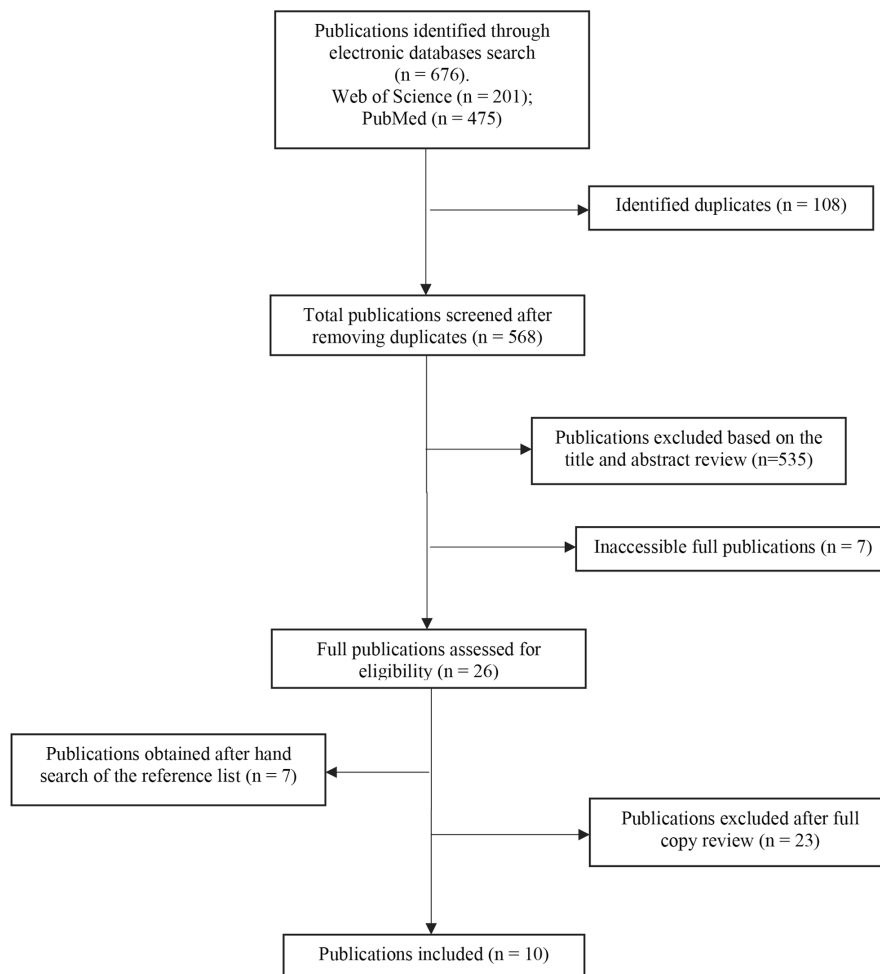 Publications identified through
electronic databases search
(n = 676).
Web of Science (n = 201);
PubMed (n = 475)
Identified duplicates (n = 108)
Total publications screened after
removing duplicates (n = 568)
Publications excluded based on the
title and abstract review (n=535)
Inaccessible full publications (n = 7)
Full publications assessed for
eligibility (n = 26)
Publications obtained after hand
search of the reference list (n = 7)
Publications excluded after full
copy review (n = 23)
Publications included (n = 10)